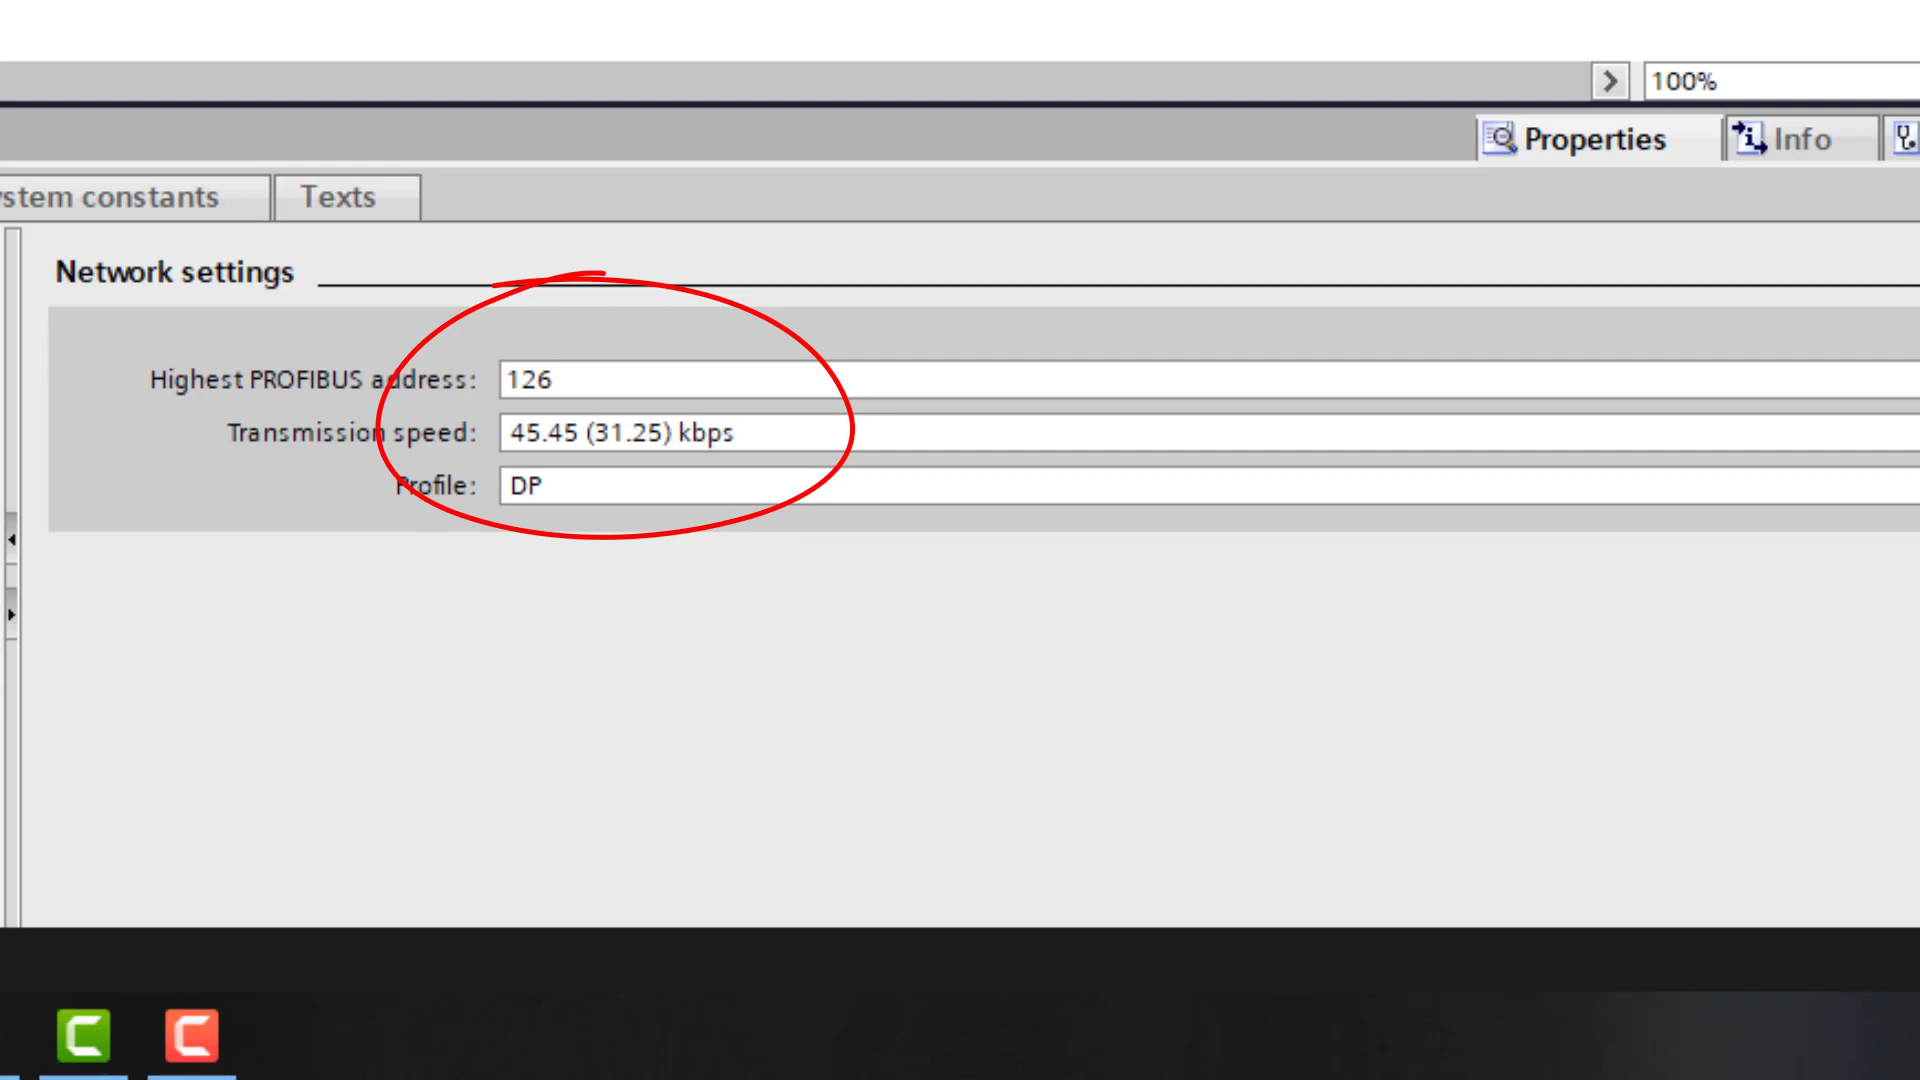 100%
Properties
Info
ystem constants
Texts
Network settings
Highest PROFIBUS address: 126
Transmission speed: 45.45 (31.25) kbps
Profile: DP